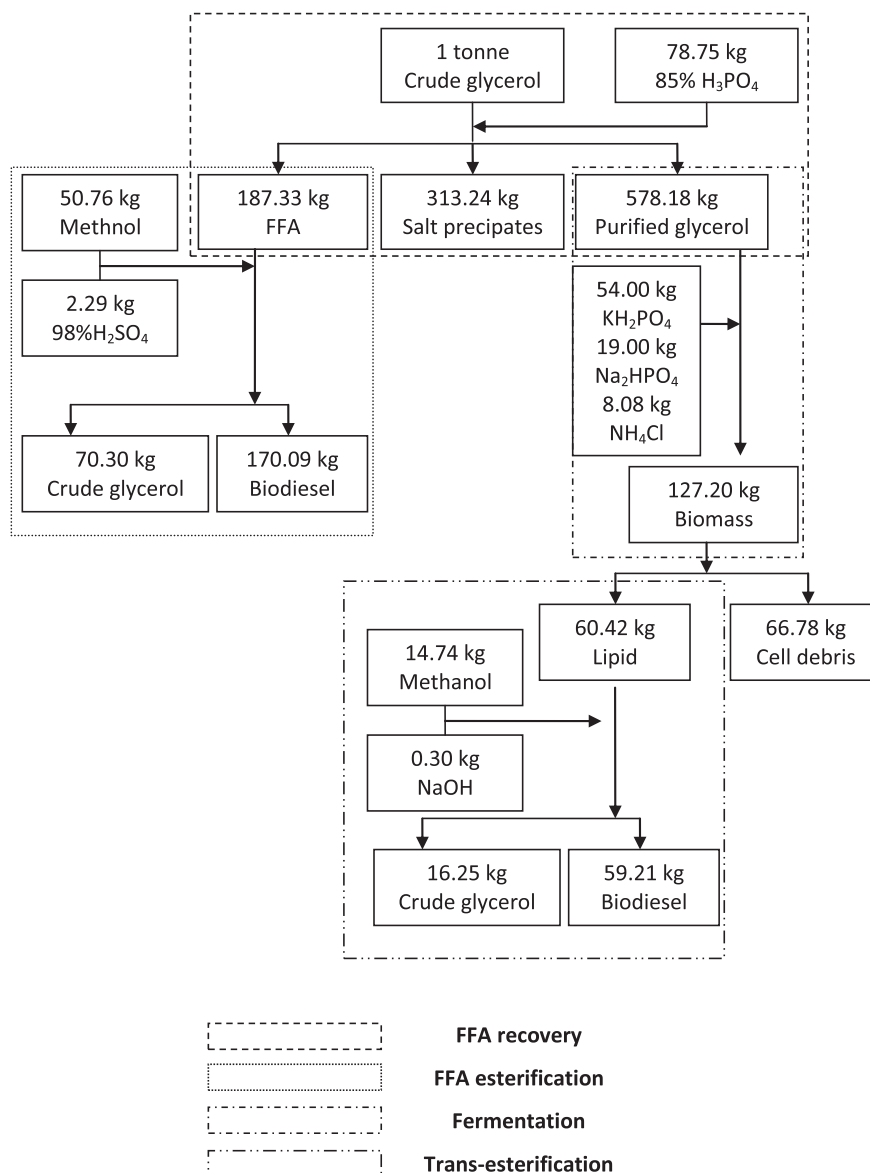 1 tonne
Crude glycerol
78.75 kg
85% H₃PO₄
50.76 kg
Methnol
187.33 kg
FFA
313.24 kg
Salt precipates
578.18 kg
Purified glycerol
2.29 kg
98%H₂SO₄
54.00 kg
KH₂PO₄
19.00 kg
Na₂HPO₄
8.08 kg
NH₄Cl
70.30 kg
Crude glycerol
170.09 kg
Biodiesel
127.20 kg
Biomass
60.42 kg
Lipid
66.78 kg
Cell debris
14.74 kg
Methanol
0.30 kg
NaOH
16.25 kg
Crude glycerol
59.21 kg
Biodiesel
FFA recovery
FFA esterification
Fermentation
Trans-esterification